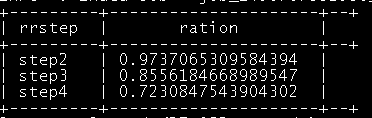 | rrstep | ration |
| step2 | 0.9737065309584394 |
| step3 | 0.8556184668989547 |
| step4 | 0.7230847543904302 |